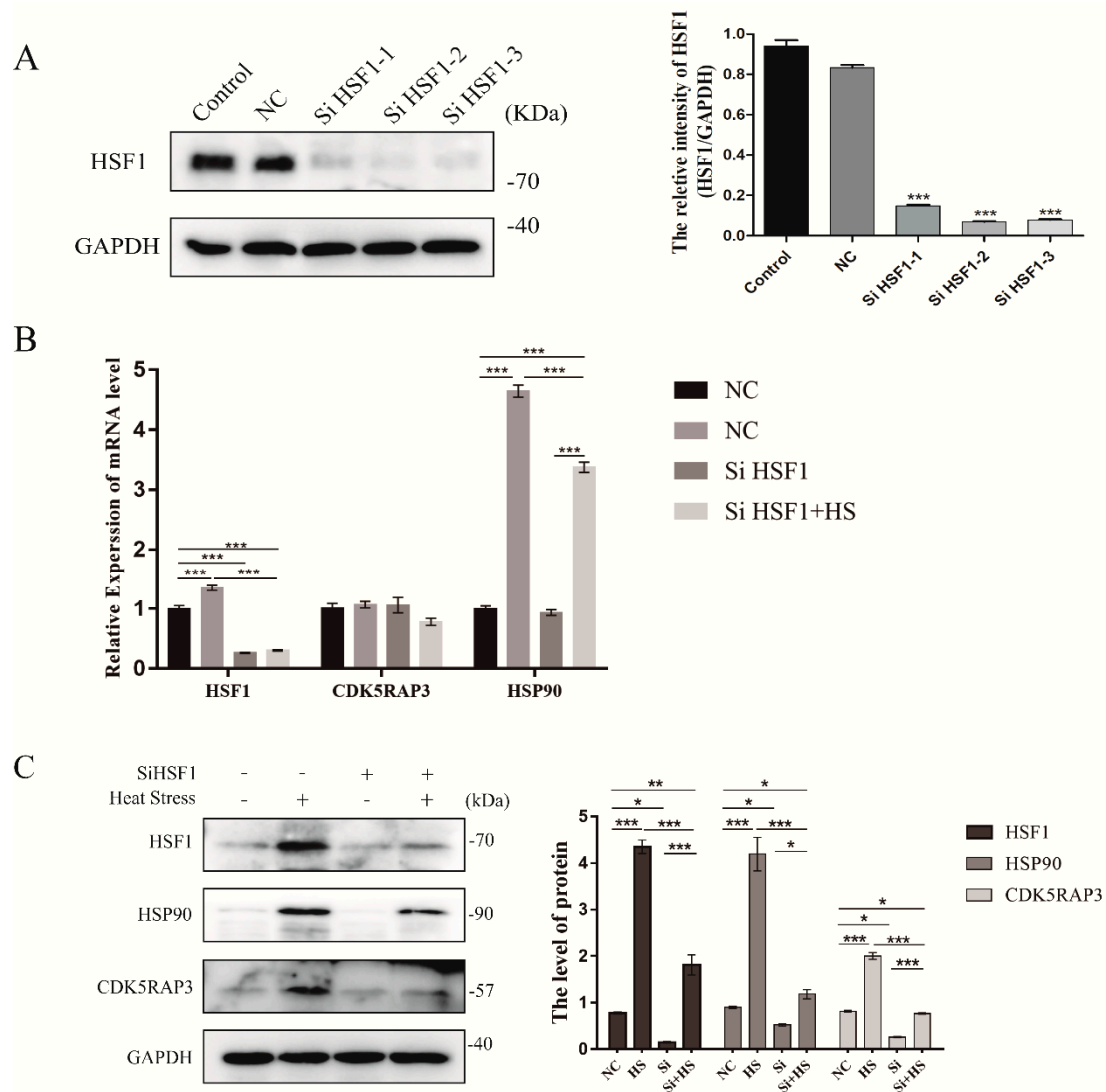 A
Control
NC
Si HSF1-1
Si HSF1-2
Si HSF1-3
(KDa)
HSF1
-70
-40
GAPDH
The reletive intensity of HSF1
(HSF1/GAPDH)
1.0
0.8
0.6
0.4
0.2
0.0
***
***
***
Control
NC
Si HSF1-1
Si HSF1-2
Si HSF1-3
B
Relative Experssion of mRNA level
5
4
3
2
1
0
***
***
***
***
***
***
***
***
HSF1
CDK5RAP3
HSP90
NC
NC
Si HSF1
Si HSF1+HS
C
SiHSF1 - - + +
Heat Stress - + - + (kDa)
HSF1
-70
HSP90
-90
CDK5RAP3
-57
-40
GAPDH
The level of protein
5
4
3
2
1
0
**
*
*** ***
***
*
*
*** ***
*
*
*
*** ***
***
NC
HS
Si
Si+HS
NC
HS
Si
Si+HS
NC
HS
Si
Si+HS
HSF1
HSP90
CDK5RAP3